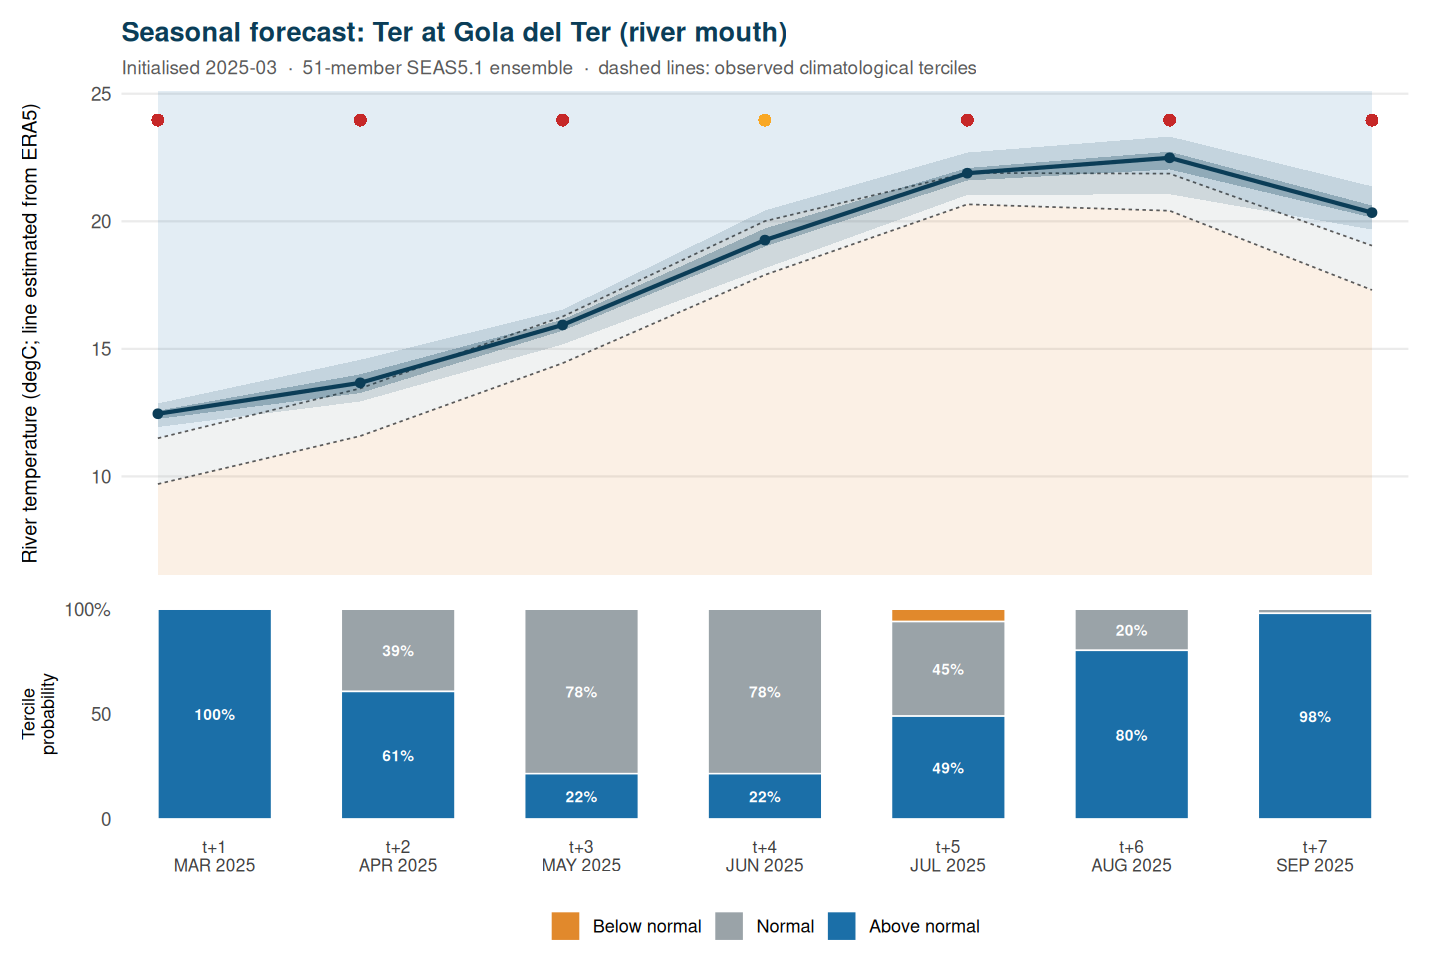 Seasonal forecast: Ter at Gola del Ter (river mouth)
Initialised 2025-03 · 51-member SEAS5.1 ensemble · dashed lines: observed climatological terciles
River temperature (degC; line estimated from ERA5)
25
20
15
10
Tercile
probability
100%
50
0
100%
39%
61%
78%
22%
78%
22%
45%
49%
20%
80%
98%
t+1
MAR 2025
t+2
APR 2025
t+3
MAY 2025
t+4
JUN 2025
t+5
JUL 2025
t+6
AUG 2025
t+7
SEP 2025
Below normal
Normal
Above normal